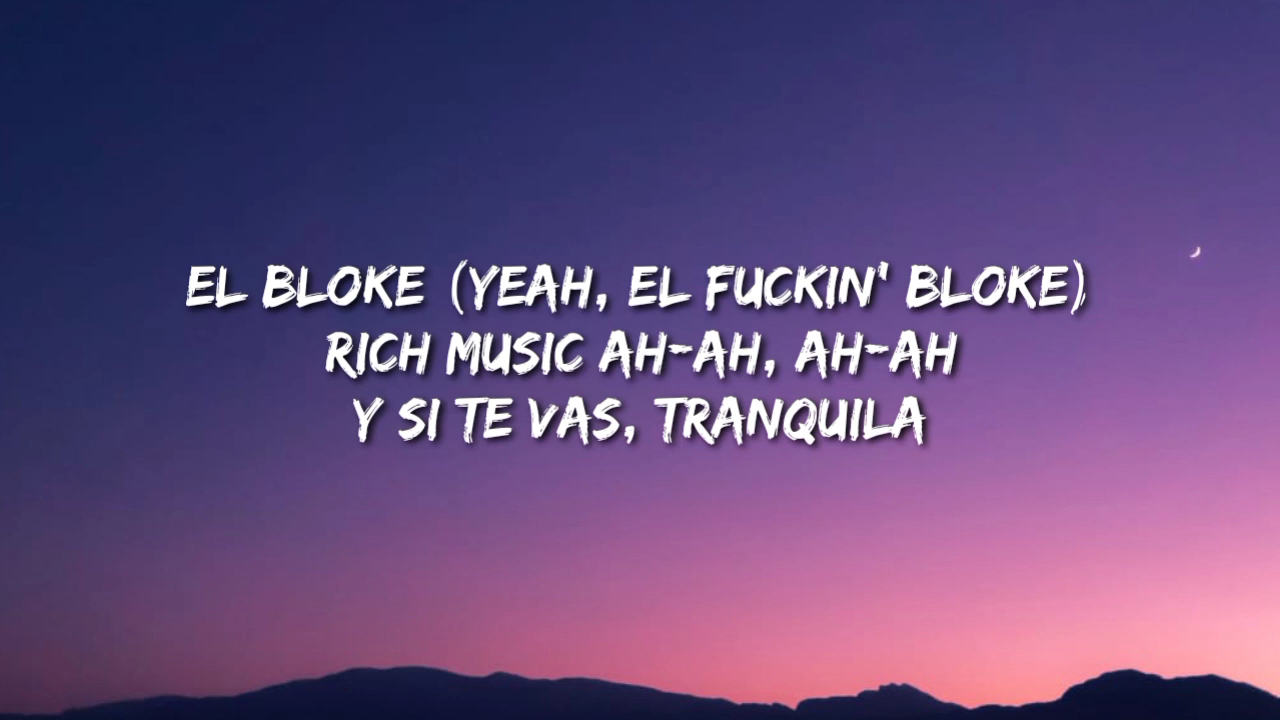 EL BLOKE (YEAH, EL FUCKIN' BLOKE)
RICH MUSIC AH-AH, AH-AH
Y SI TE VAS, TRANQUILA